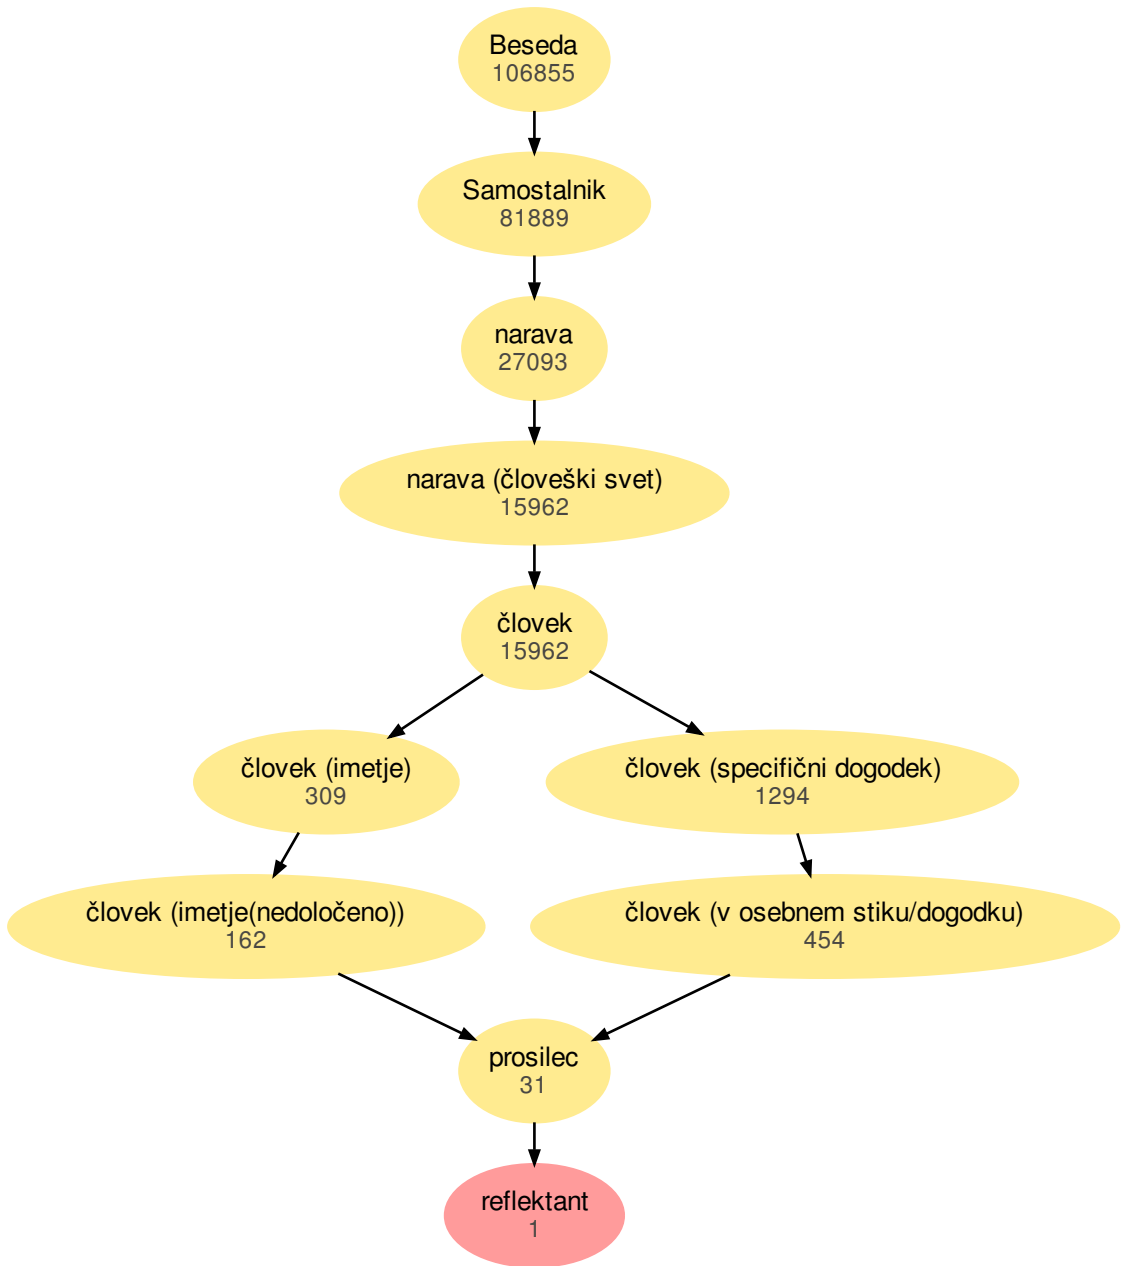 Beseda
106855
Samostalnik
81889
narava
27093
narava (človeški svet)
15962
človek
15962
človek (imetje)
309
človek (specifični dogodek)
1294
človek (imetje(nedoločeno))
162
človek (v osebnem stiku/dogodku)
454
prosilec
31
reflektant
1